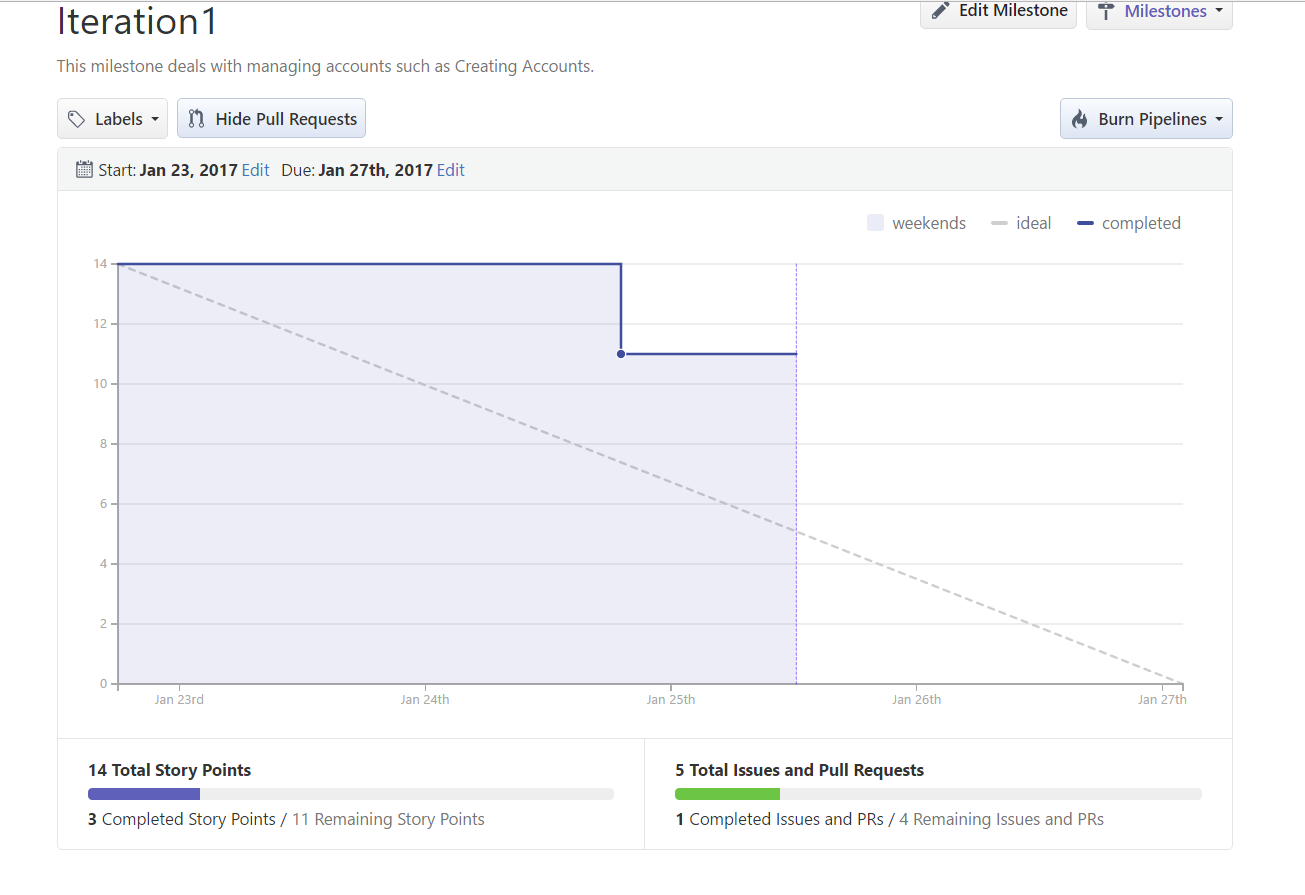 Iteration1
Edit Milestone
Milestones
This milestone deals with managing accounts such as Creating Accounts.
Labels
Hide Pull Requests
Burn Pipelines
Start: Jan 23, 2017 Edit Due: Jan 27th, 2017 Edit
weekends ideal completed
14
12
10
8
6
4
2
0
Jan 23rd Jan 24th Jan 25th Jan 26th Jan 27th
14 Total Story Points
3 Completed Story Points / 11 Remaining Story Points
5 Total Issues and Pull Requests
1 Completed Issues and PRs / 4 Remaining Issues and PRs